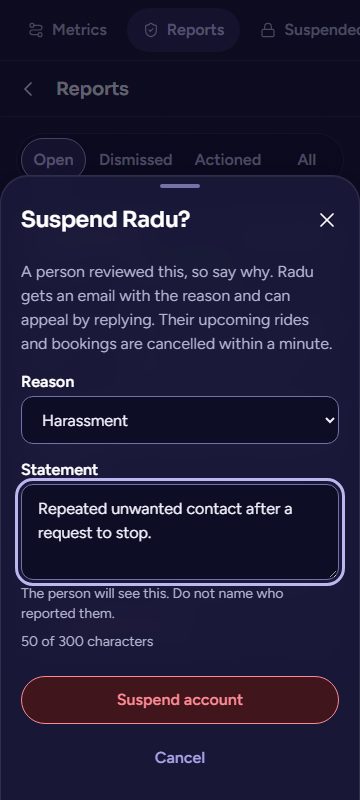 Metrics
Reports
Suspended
Reports
Open
Dismissed
Actioned
All
Suspend Radu?
A person reviewed this, so say why. Radu
gets an email with the reason and can
appeal by replying. Their upcoming rides
and bookings are cancelled within a minute.
Reason
Harassment
Statement
Repeated unwanted contact after a
request to stop.
The person will see this. Do not name who
reported them.
50 of 300 characters
Suspend account
Cancel